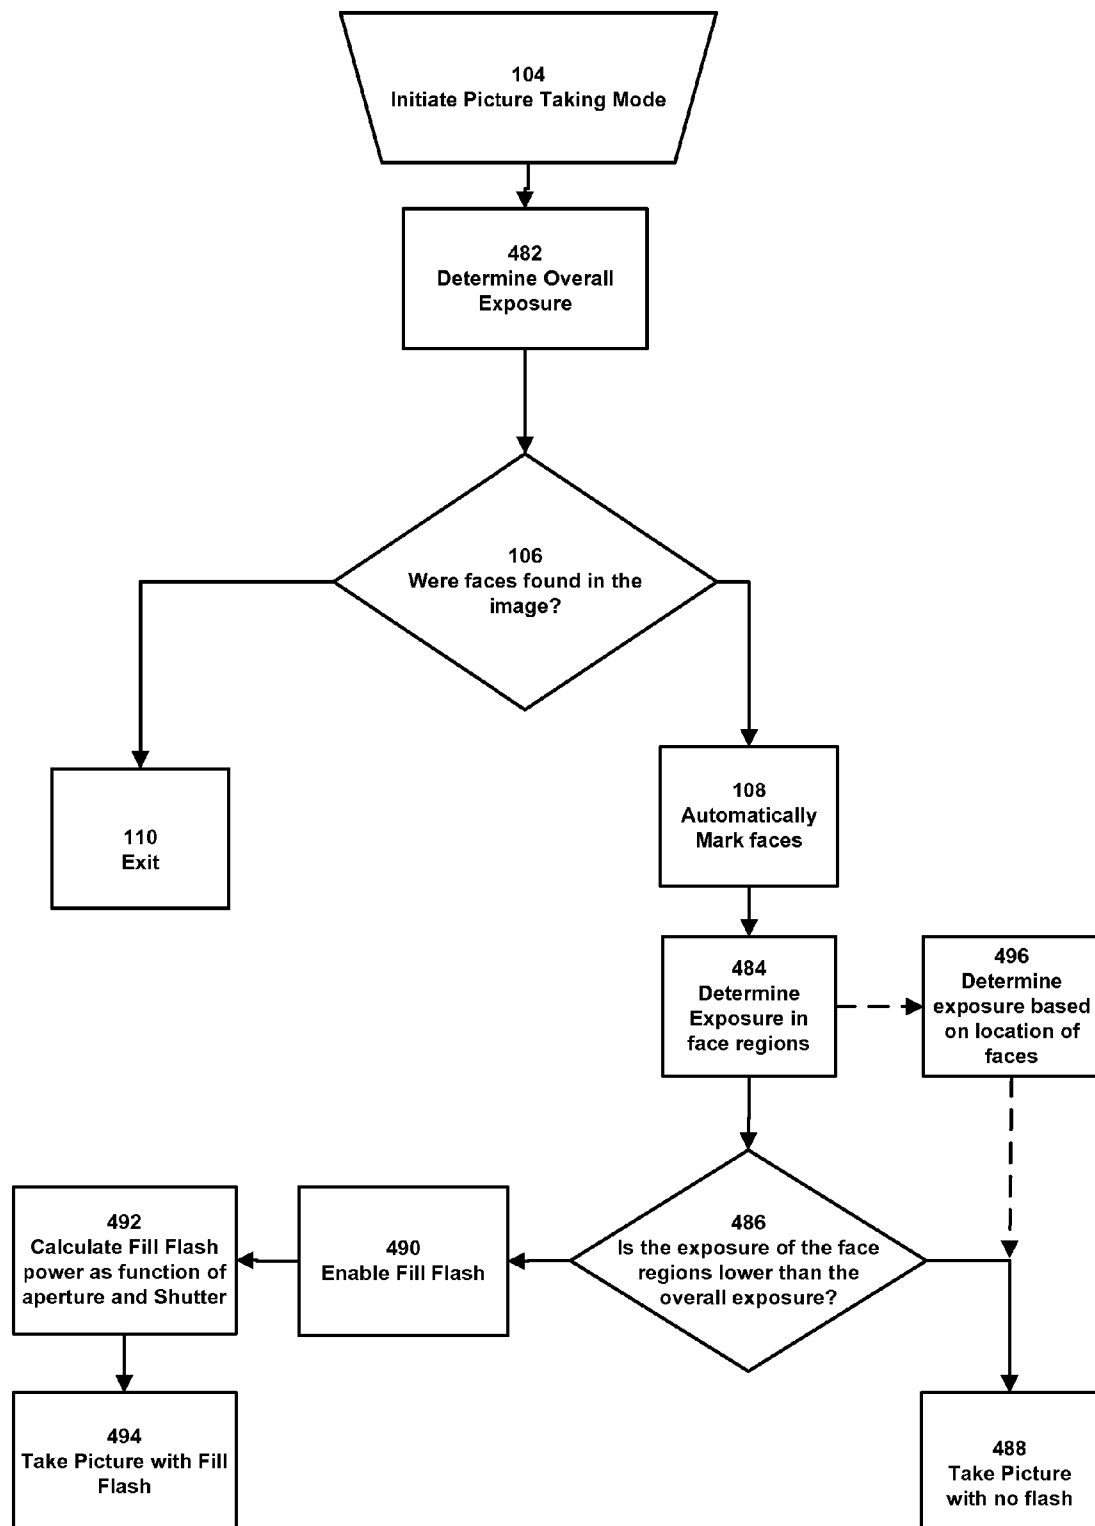 104
Initiate Picture Taking Mode
482
Determine Overall
Exposure
106
Were faces found in the
image?
110
Exit
108
Automatically
Mark faces
484
Determine
Exposure in
face regions
496
Determine
exposure based
on location of
faces
486
Is the exposure of the face
regions lower than the
overall exposure?
490
Enable Fill Flash
492
Calculate Fill Flash
power as function of
aperture and Shutter
494
Take Picture with Fill
Flash
488
Take Picture
with no flash